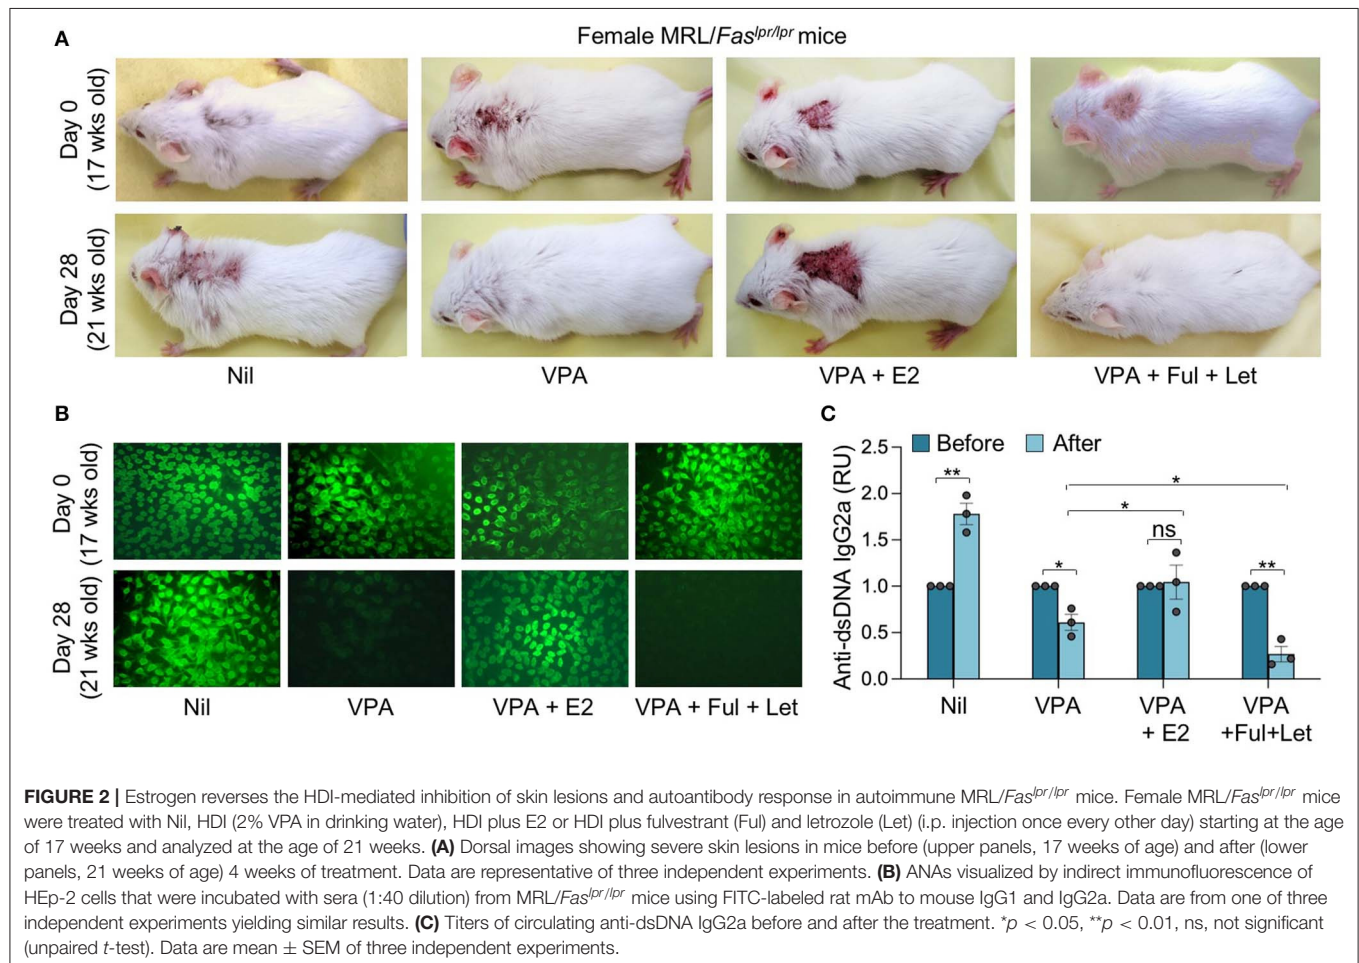 A
Female MRL/Fas^lpr/lpr mice
Day 0
(17 wks old)
Day 28
(21 wks old)
Nil
VPA
VPA + E2
VPA + Ful + Let
B
Day 0
(17 wks old)
Day 28
(21 wks old)
Nil
VPA
VPA + E2
VPA + Ful + Let
C
Before
After
Anti-dsDNA IgG2a (RU)
2.5
2.0
1.5
1.0
0.5
0.0
**
*
ns
**
*
*
Nil
VPA
VPA
+ E2
VPA
+Ful+Let
FIGURE 2 | Estrogen reverses the HDI-mediated inhibition of skin lesions and autoantibody response in autoimmune MRL/Fas^lpr/lpr mice. Female MRL/Fas^lpr/lpr mice
were treated with Nil, HDI (2% VPA in drinking water), HDI plus E2 or HDI plus fulvestrant (Ful) and letrozole (Let) (i.p. injection once every other day) starting at the age
of 17 weeks and analyzed at the age of 21 weeks. (A) Dorsal images showing severe skin lesions in mice before (upper panels, 17 weeks of age) and after (lower
panels, 21 weeks of age) 4 weeks of treatment. Data are representative of three independent experiments. (B) ANAs visualized by indirect immunofluorescence of
HEp-2 cells that were incubated with sera (1:40 dilution) from MRL/Fas^lpr/lpr mice using FITC-labeled rat mAb to mouse IgG1 and IgG2a. Data are from one of three
independent experiments yielding similar results. (C) Titers of circulating anti-dsDNA IgG2a before and after the treatment. *p < 0.05, **p < 0.01, ns, not significant
(unpaired t-test). Data are mean ± SEM of three independent experiments.